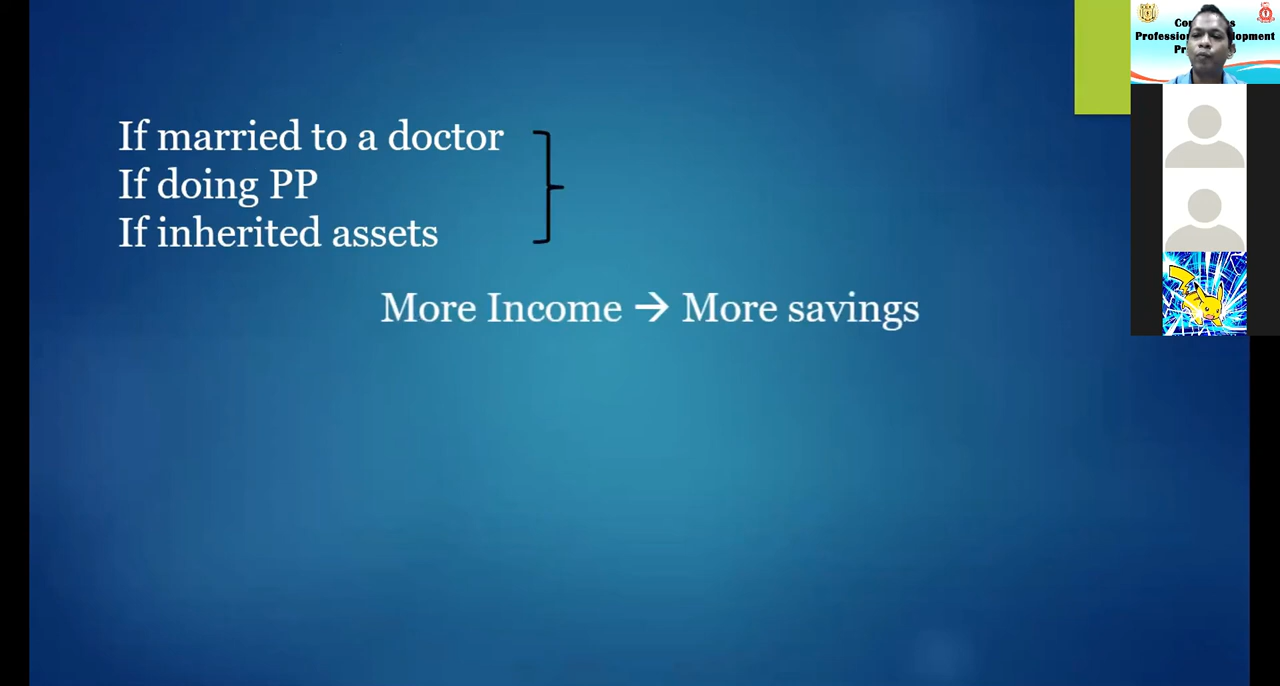 If married to a doctor
If doing PP
If inherited assets
More Income → More savings